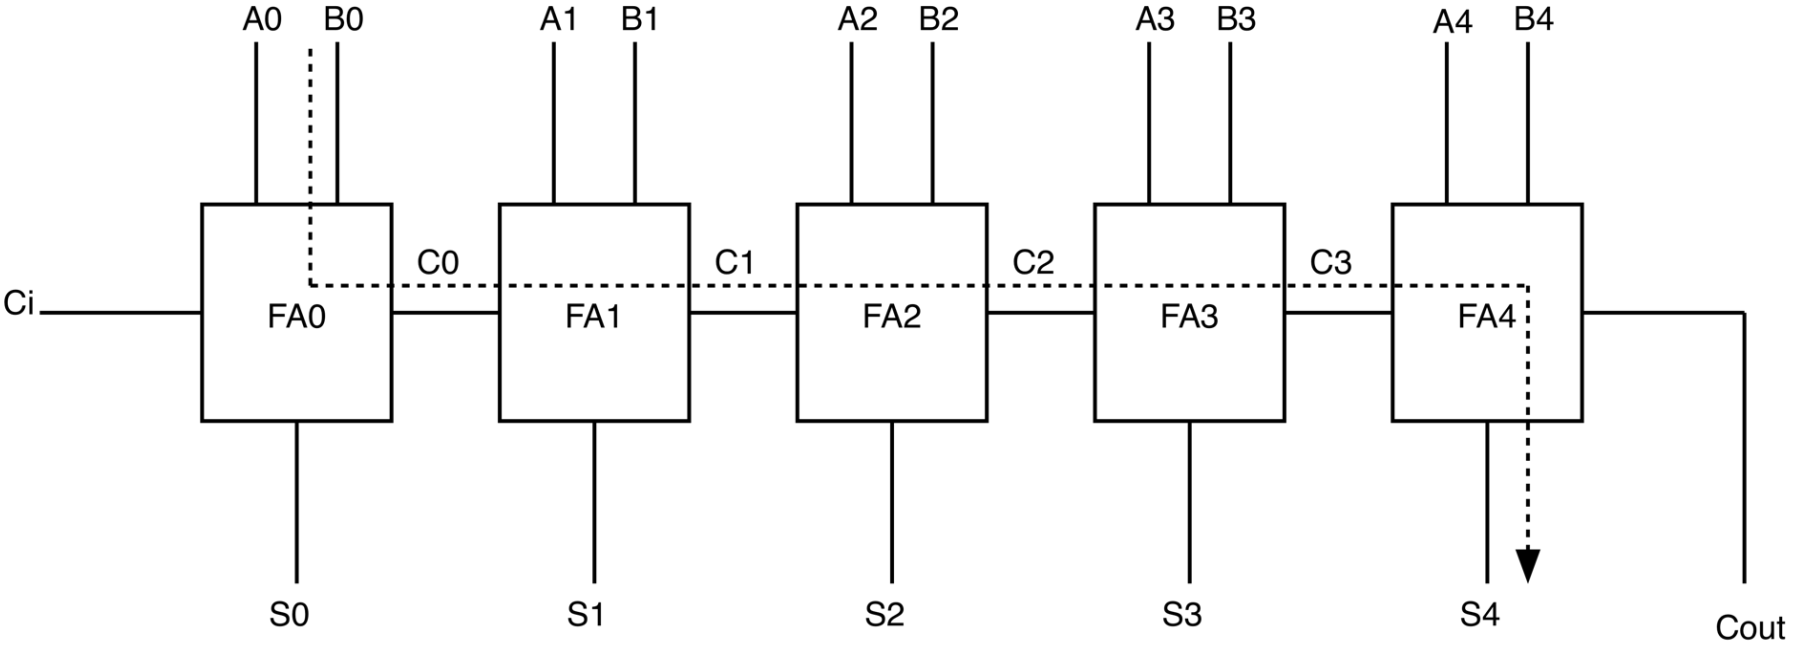 A0 B0 A1 B1 A2 B2 A3 B3 A4 B4
C0 C1 C2 C3
Ci FA0 FA1 FA2 FA3 FA4
S0 S1 S2 S3 S4 Cout